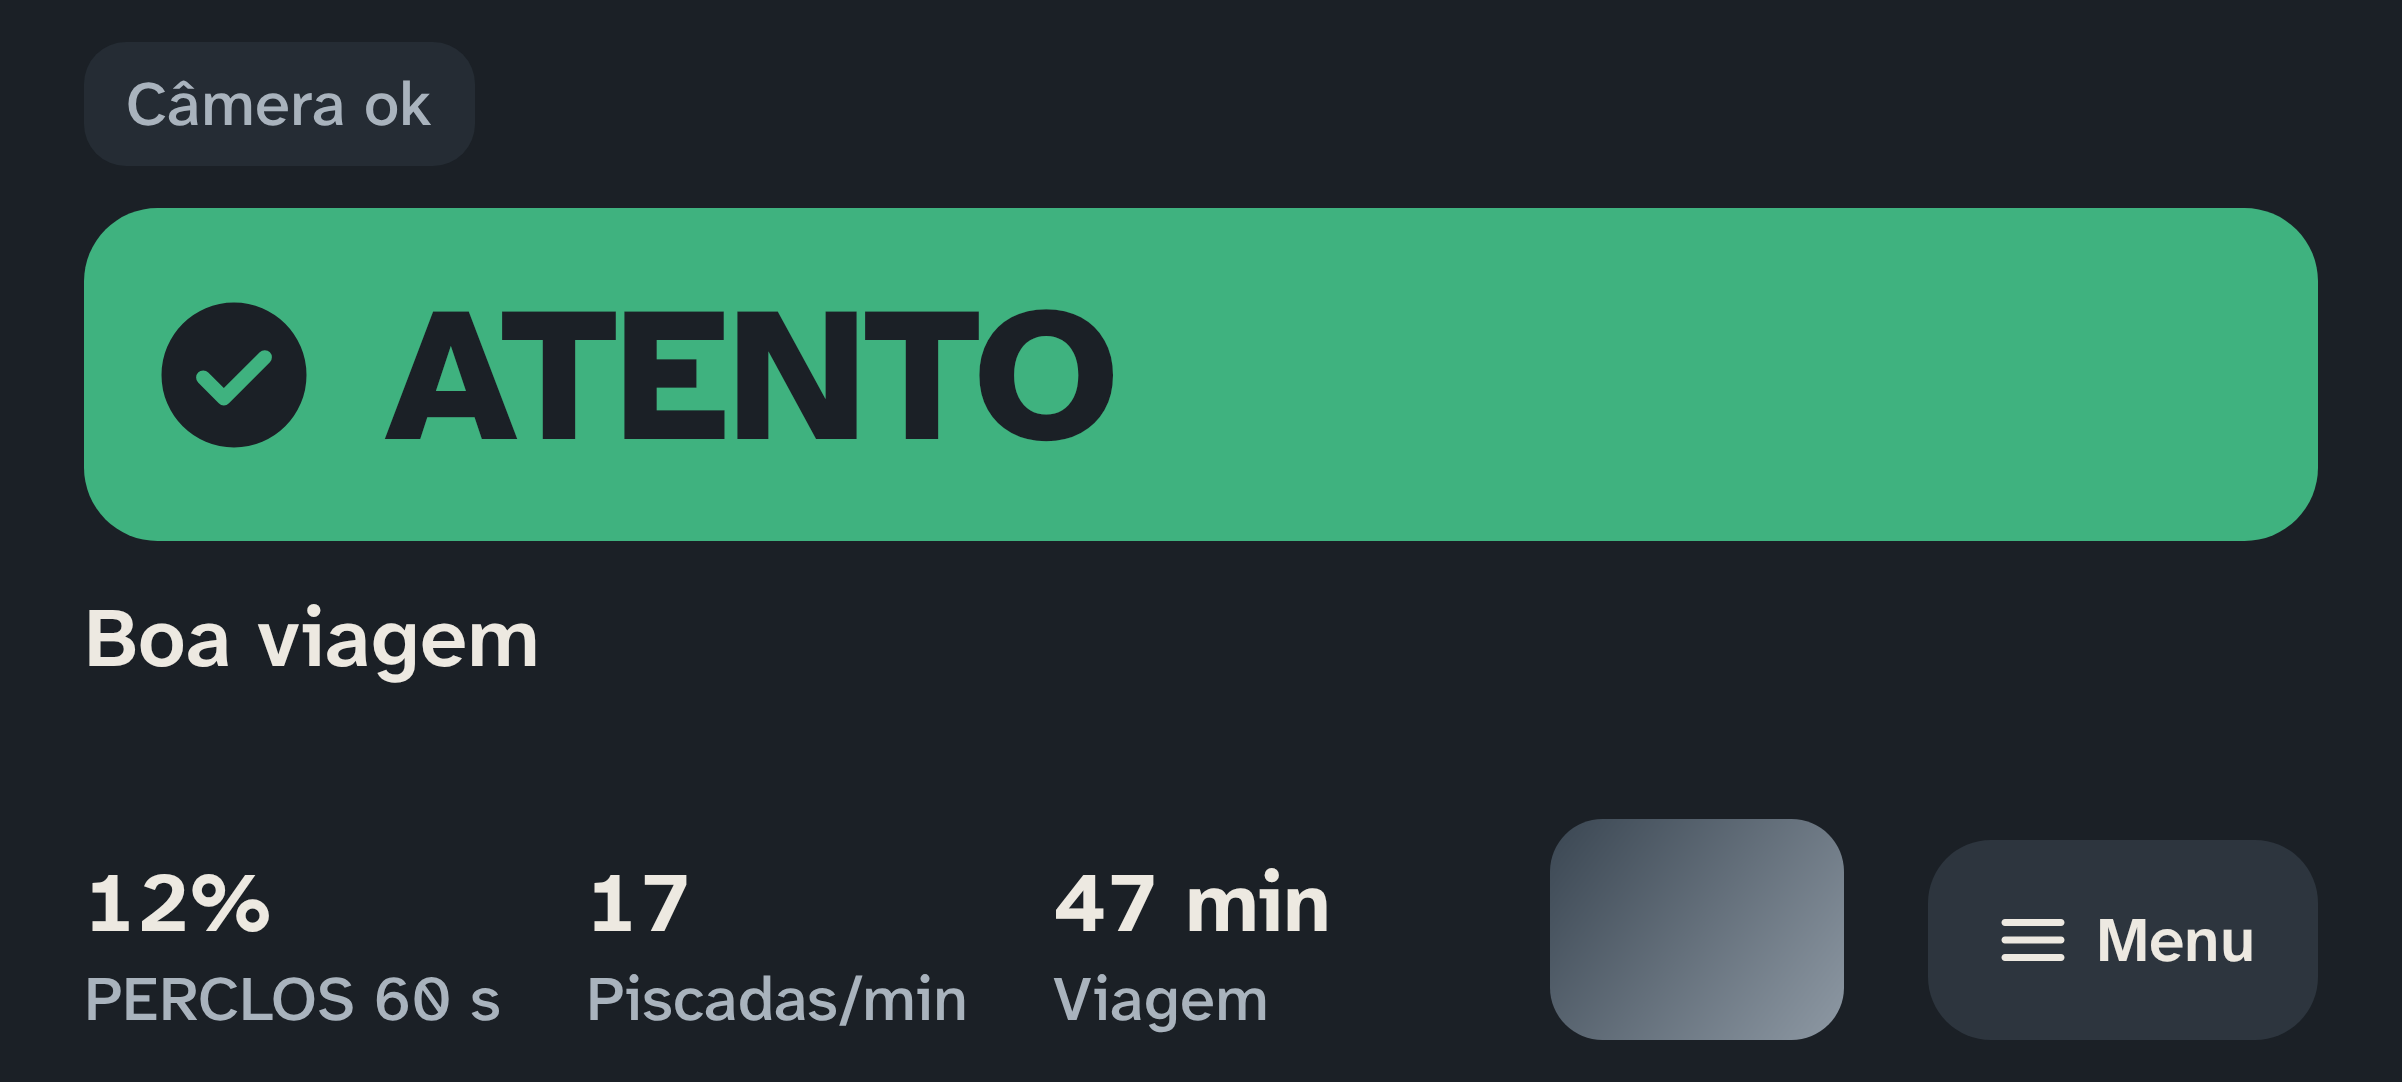 Câmera ok
ATENTO
Boa viagem
12%
PERCLOS 60 s
17
Piscadas/min
47 min
Viagem
Menu